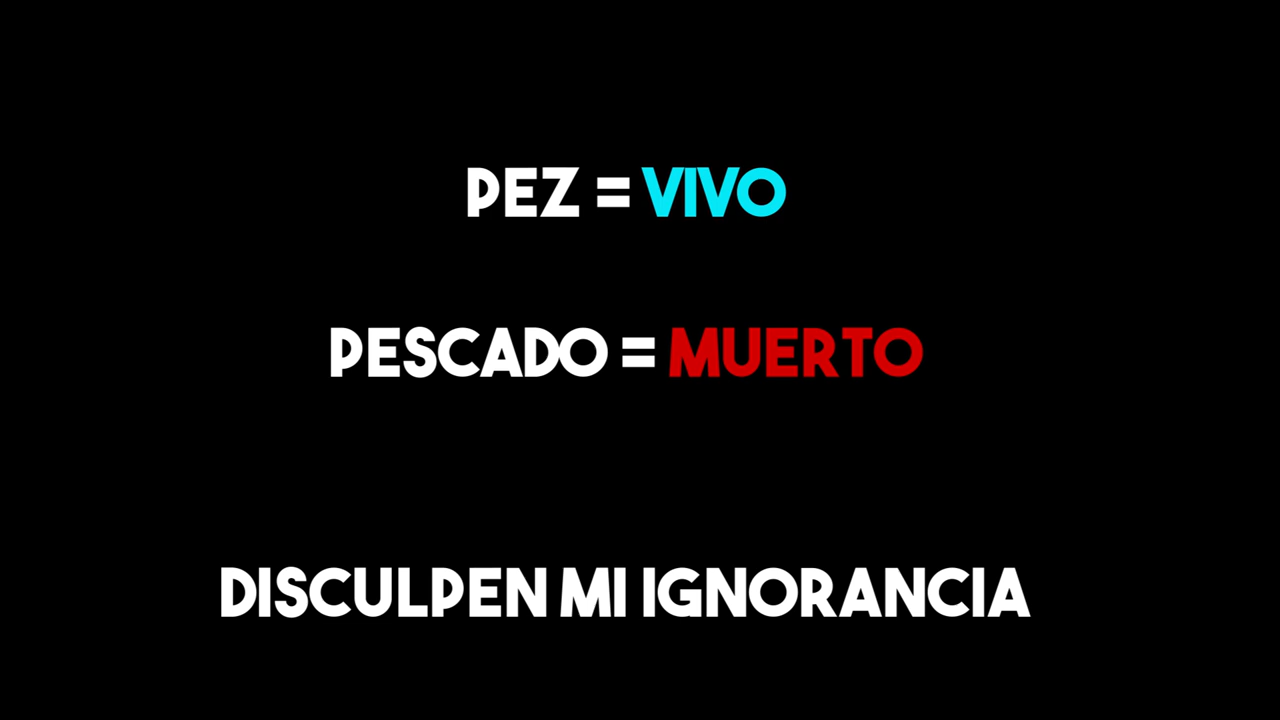 PEZ = VIVO
PESCADO = MUERTO
DISCULPEN MI IGNORANCIA